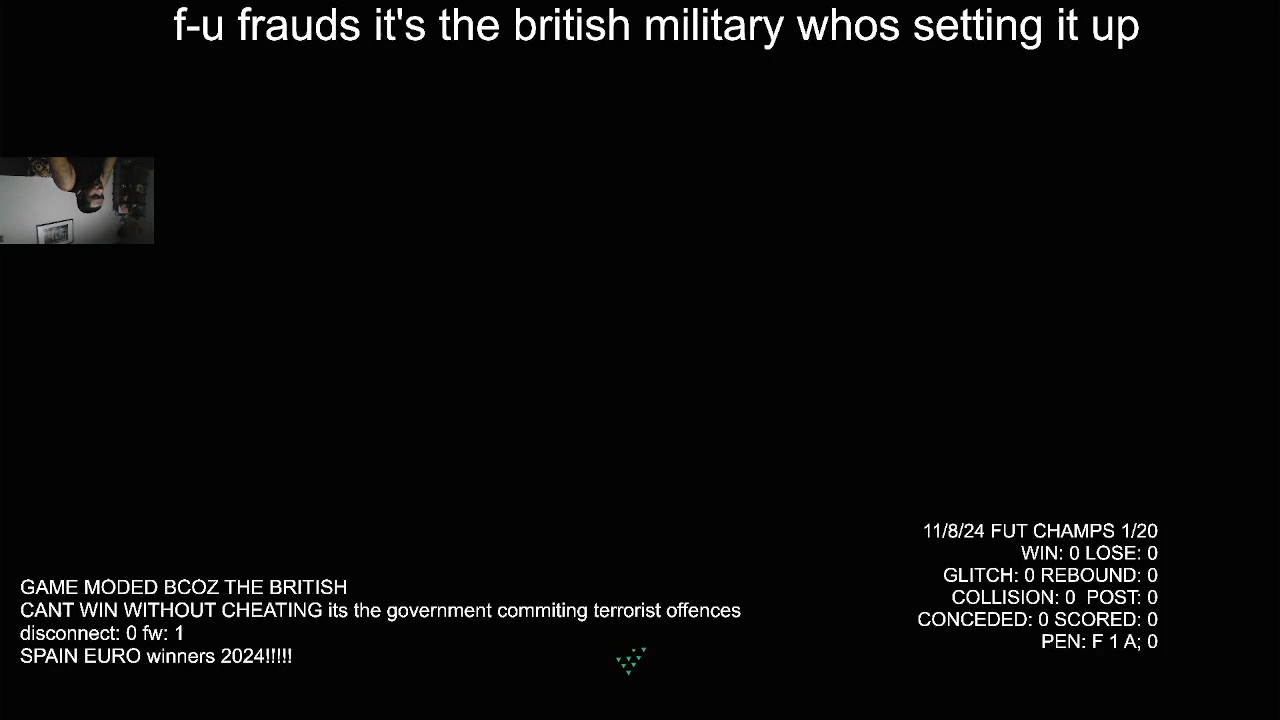 f-u frauds it's the british military whos setting it up
11/8/24 FUT CHAMPS 1/20
WIN: 0 LOSE: 0
GLITCH: 0 REBOUND: 0
COLLISION: 0 POST: 0
CONCEDED: 0 SCORED: 0
PEN: F 1 A; 0
GAME MODED BCOZ THE BRITISH
CANT WIN WITHOUT CHEATING its the government commiting terrorist offences
disconnect: 0 fw: 1
SPAIN EURO winners 2024!!!!!